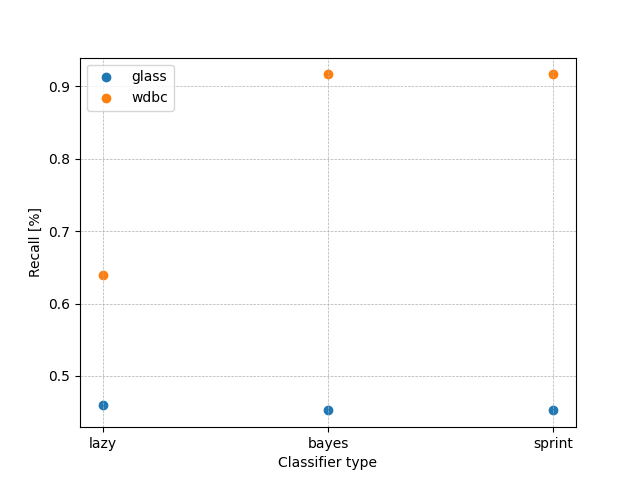 glass
wdbc
0.9
0.8
0.7
0.6
0.5
Recall [%]
lazy bayes sprint
Classifier type